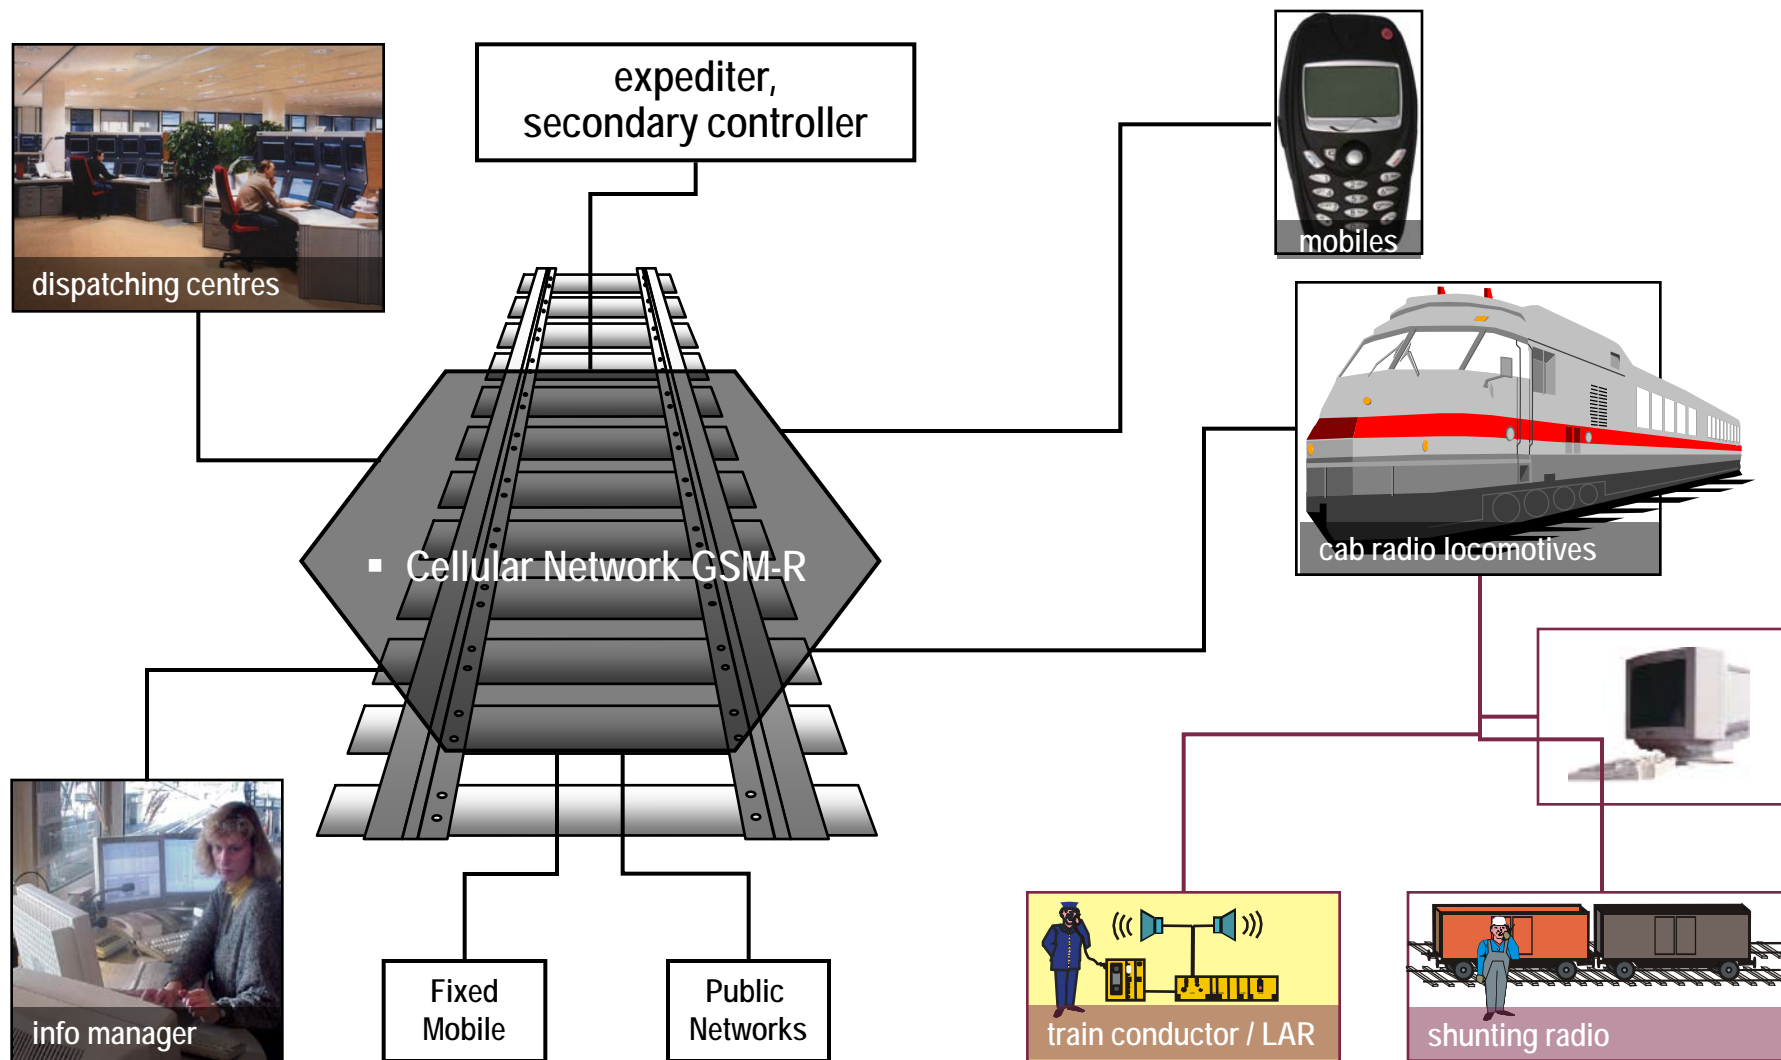 expediter,
secondary controller
mobiles
dispatching centres
cab radio locomotives
▪ Cellular Network GSM-R
info manager
Fixed
Mobile
Public
Networks
train conductor / LAR
shunting radio